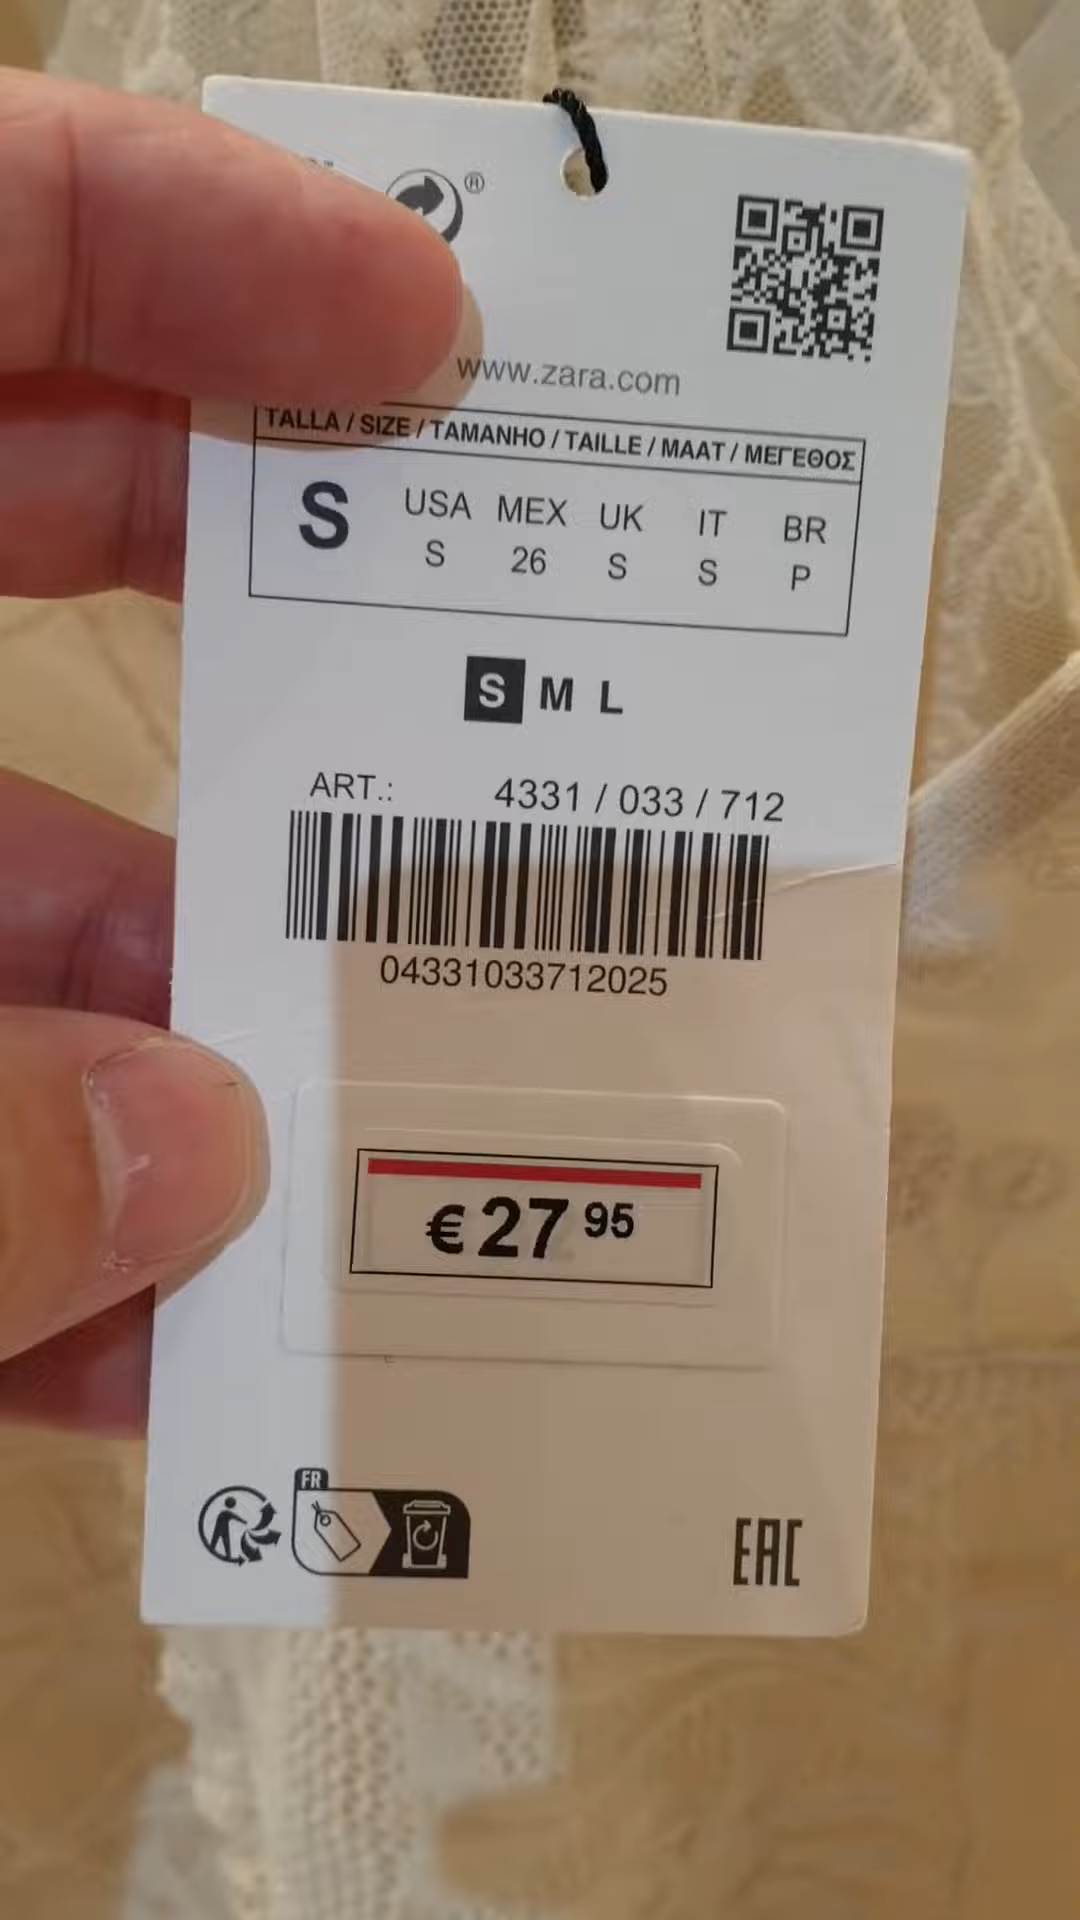 ®
www.zara.com
TALLA / SIZE / TAMANHO / TAILLE / MAAT / ΜΕΓΕΘΟΣ
S USA MEX UK IT BR
S 26 S S P
S M L
ART.: 4331 / 033 / 712
04331033712025
€ 27 95
FR
EAC